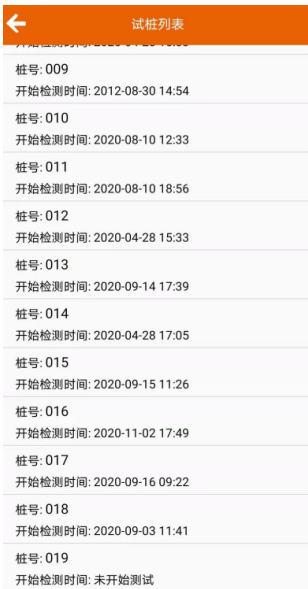 试桩列表
桩号: 009
开始检测时间: 2012-08-30 14:54
桩号: 010
开始检测时间: 2020-08-10 12:33
桩号: 011
开始检测时间: 2020-08-10 18:56
桩号: 012
开始检测时间: 2020-04-28 15:33
桩号: 013
开始检测时间: 2020-09-14 17:39
桩号: 014
开始检测时间: 2020-04-28 17:05
桩号: 015
开始检测时间: 2020-09-15 11:26
桩号: 016
开始检测时间: 2020-11-02 17:49
桩号: 017
开始检测时间: 2020-09-16 09:22
桩号: 018
开始检测时间: 2020-09-03 11:41
桩号: 019
开始检测时间: 未开始测试